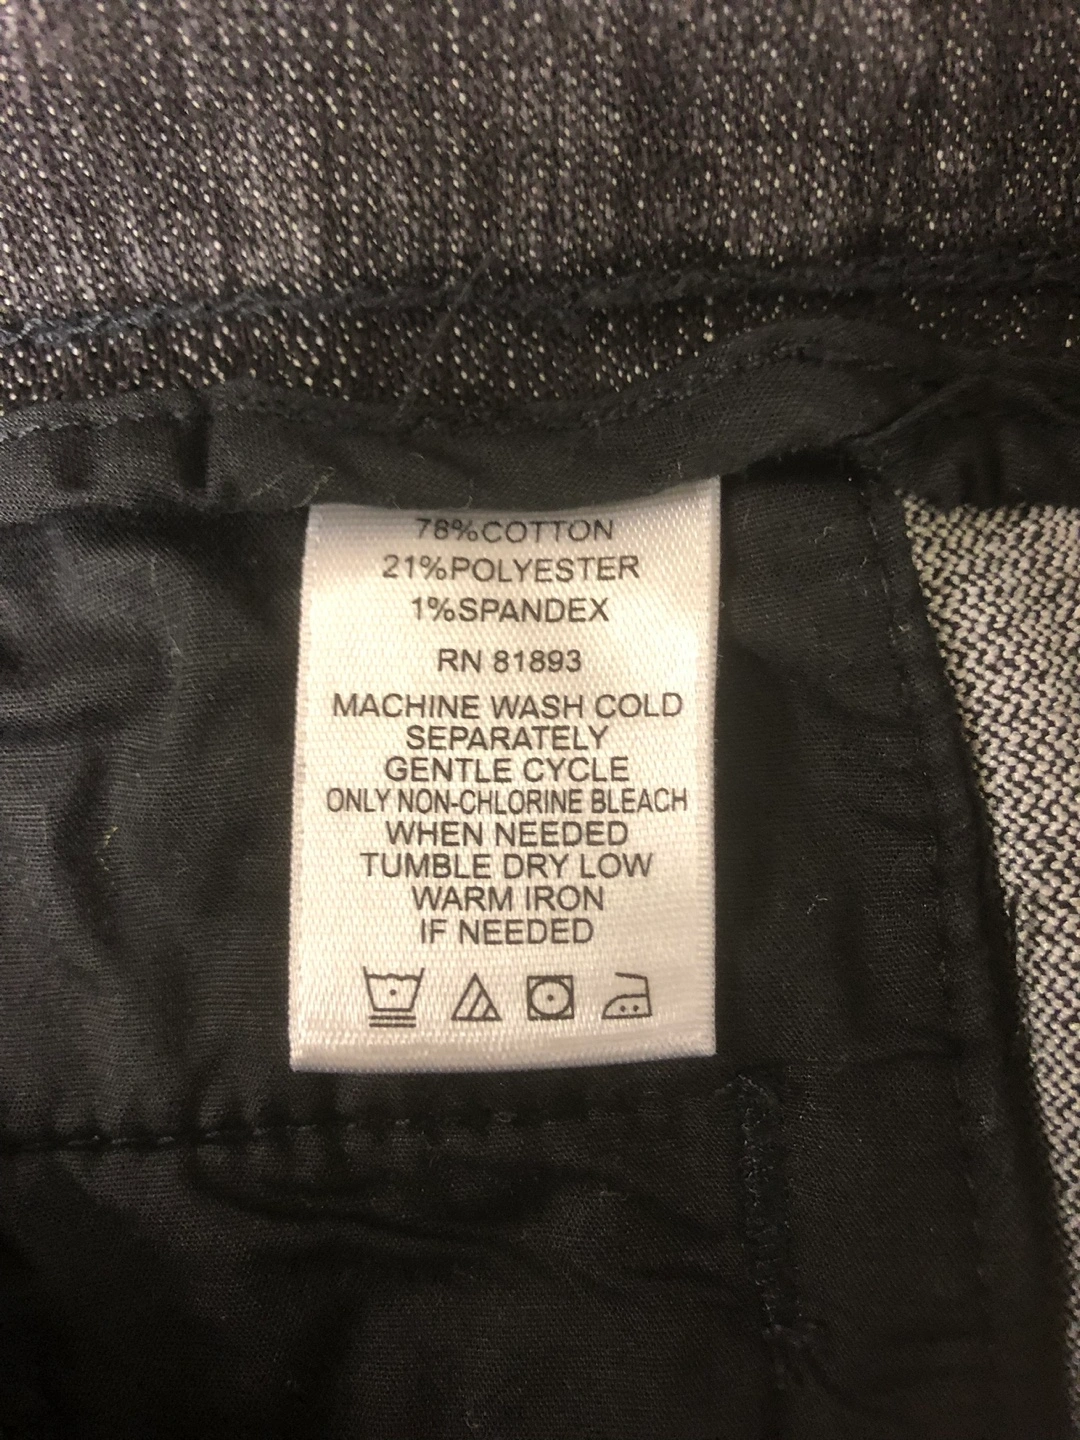 78%COTTON
21%POLYESTER
1%SPANDEX
RN 81893
MACHINE WASH COLD
SEPARATELY
GENTLE CYCLE
ONLY NON-CHLORINE BLEACH
WHEN NEEDED
TUMBLE DRY LOW
WARM IRON
IF NEEDED